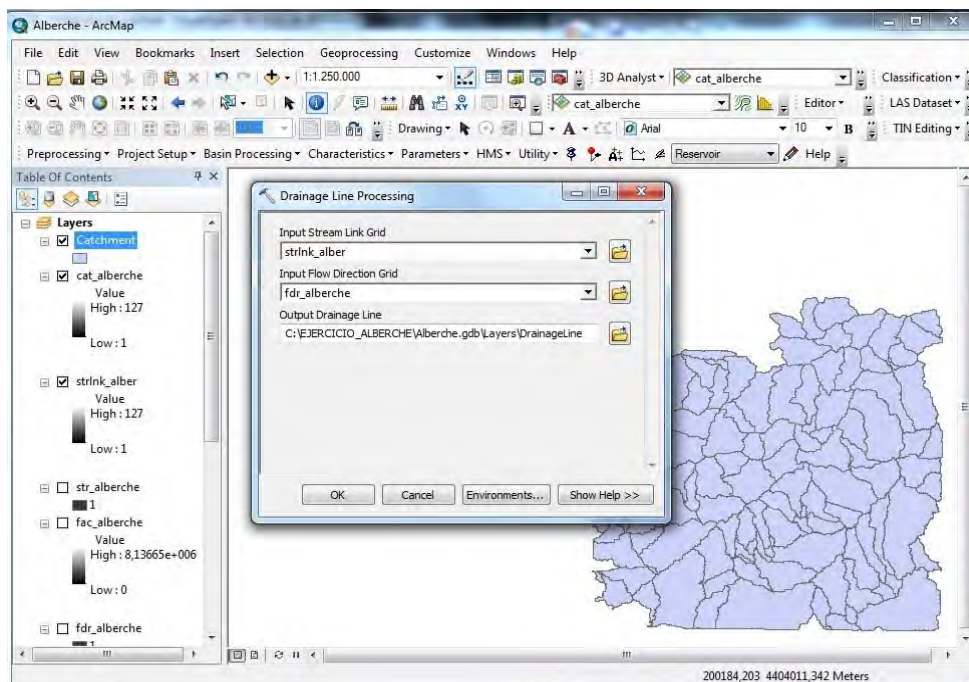 Alberche - ArcMap
File Edit View Bookmarks Insert Selection Geoprocessing Customize Windows Help
1:1.250.000 3D Analyst cat_alberche Classification
cat_alberche Editor LAS Dataset
Drawing A Arial 10 B TIN Editing
Preprocessing Project Setup Basin Processing Characteristics Parameters HMS Utility Reservoir Help
Table Of Contents
Layers
Catchment
cat_alberche
Value
High : 127
Low : 1
strlnk_alber
Value
High : 127
Low : 1
str_alberche
1
fac_alberche
Value
High : 8,13665e+006
Low : 0
fdr_alberche
1
Drainage Line Processing
Input Stream Link Grid
strlnk_alber
Input Flow Direction Grid
fdr_alberche
Output Drainage Line
C:\EJERCICIO_ALBERCHE\Alberche.gdb\Layers\DrainageLine
OK Cancel Environments... Show Help >>
200184,203 4404011,342 Meters